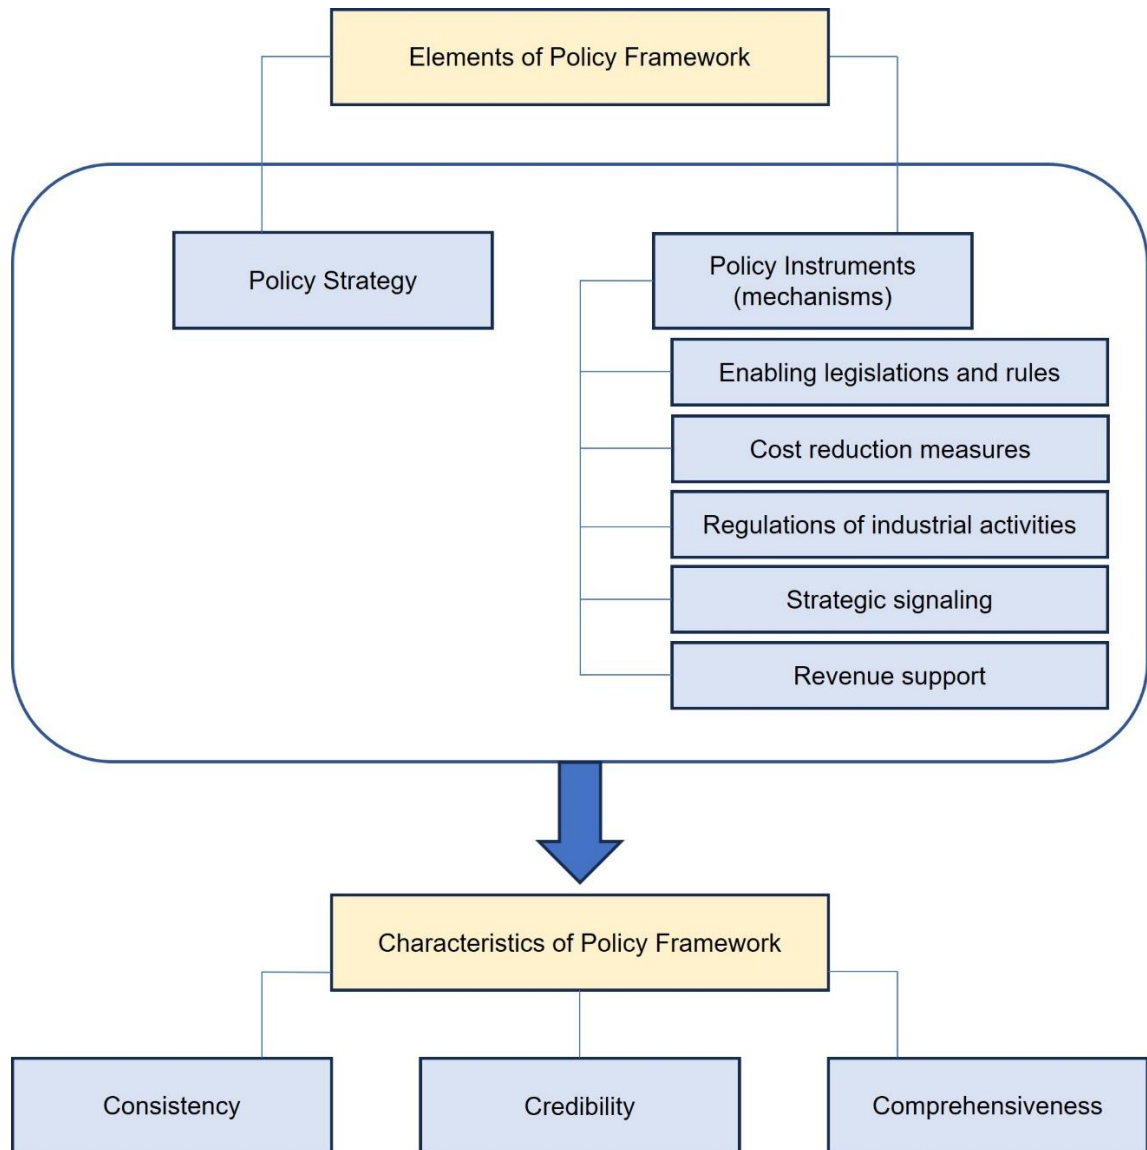 Elements of Policy Framework
Policy Strategy
Policy Instruments
(mechanisms)
Enabling legislations and rules
Cost reduction measures
Regulations of industrial activities
Strategic signaling
Revenue support
Characteristics of Policy Framework
Consistency
Credibility
Comprehensiveness